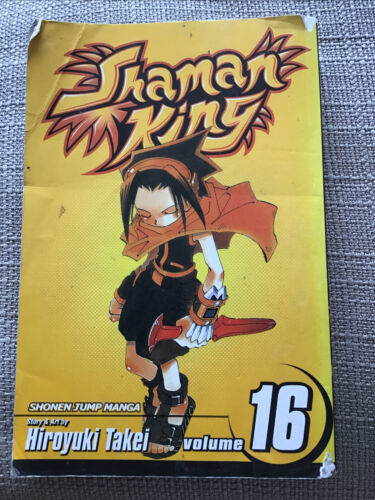 Shaman
King
SHONEN JUMP MANGA
Story & Art by
Hiroyuki Takei
volume 16